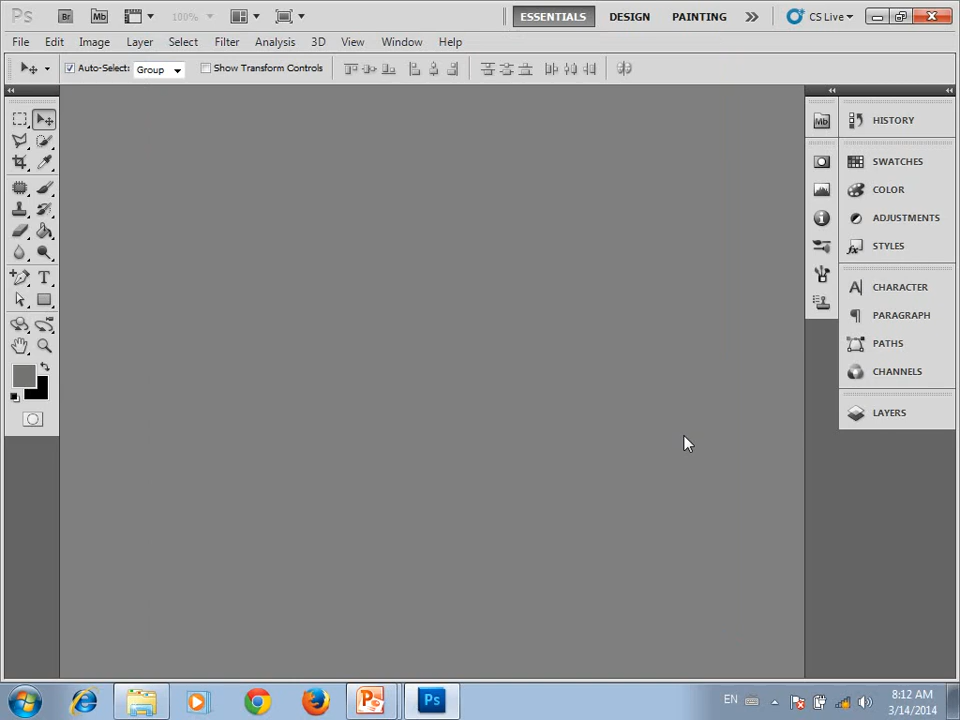 Ps Br Mb 100% ESSENTIALS DESIGN PAINTING CS Live
File Edit Image Layer Select Filter Analysis 3D View Window Help
Auto-Select: Group Show Transform Controls
Mb HISTORY
SWATCHES
COLOR
ADJUSTMENTS
STYLES
CHARACTER
PARAGRAPH
PATHS
CHANNELS
LAYERS
T
Ps EN 8:12 AM
3/14/2014